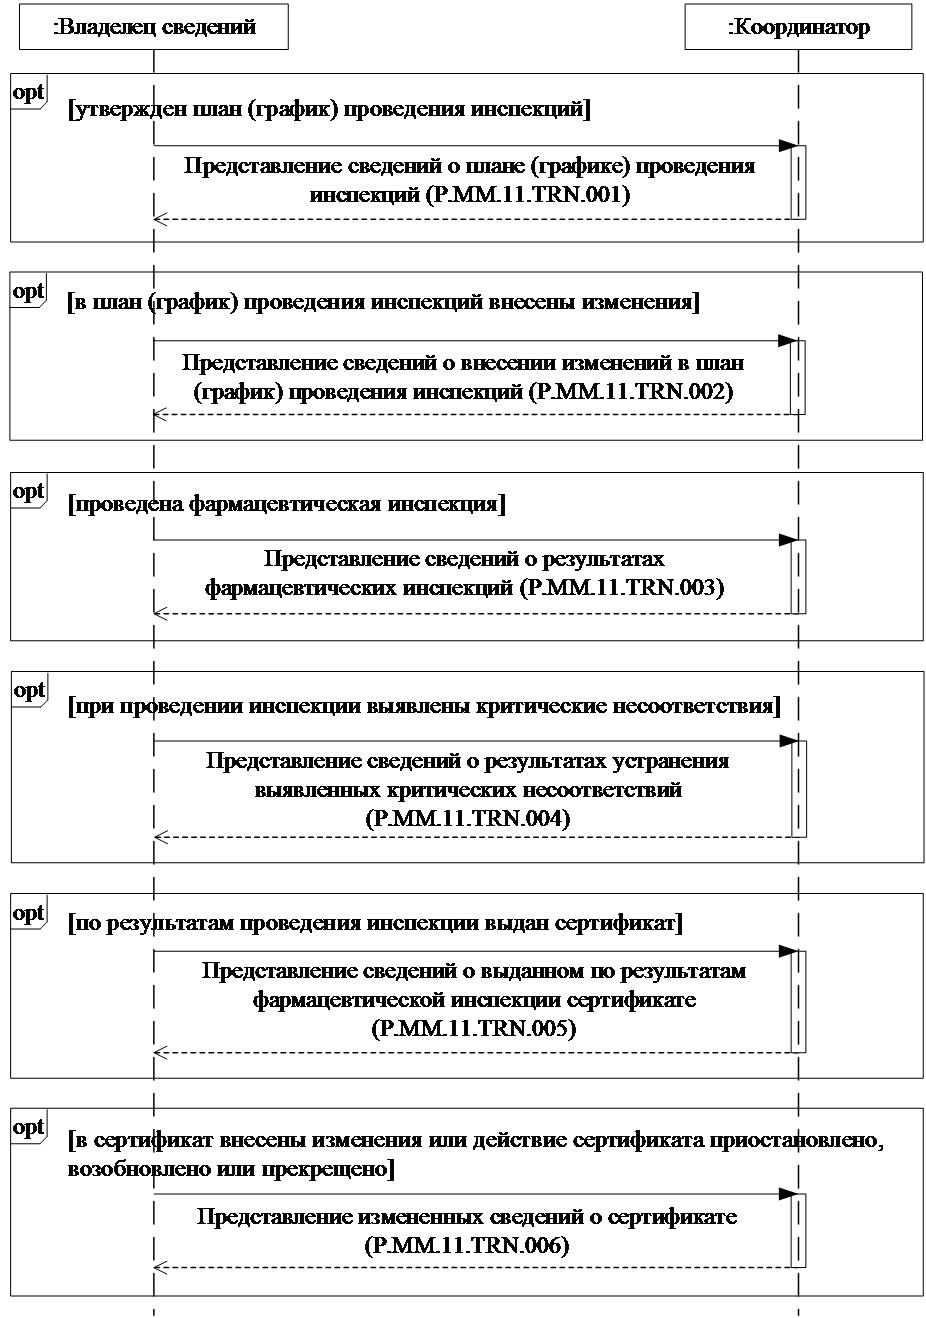 :Владелец сведений
:Координатор
opt
[утвержден план (график) проведения инспекций]
Представление сведений о плане (графике) проведения
инспекций (P.MM.11.TRN.001)
opt
[в план (график) проведения инспекций внесены изменения]
Представление сведений о внесении изменений в план
(график) проведения инспекций (P.MM.11.TRN.002)
opt
[проведена фармацевтическая инспекция]
Представление сведений о результатах
фармацевтических инспекций (P.MM.11.TRN.003)
opt
[при проведении инспекции выявлены критические несоответствия]
Представление сведений о результатах устранения
выявленных критических несоответствий
(P.MM.11.TRN.004)
opt
[по результатам проведения инспекции выдан сертификат]
Представление сведений о выданном по результатам
фармацевтической инспекции сертификате
(P.MM.11.TRN.005)
opt
[в сертификат внесены изменения или действие сертификата приостановлено,
возобновлено или прекрещено]
Представление измененных сведений о сертификате
(P.MM.11.TRN.006)